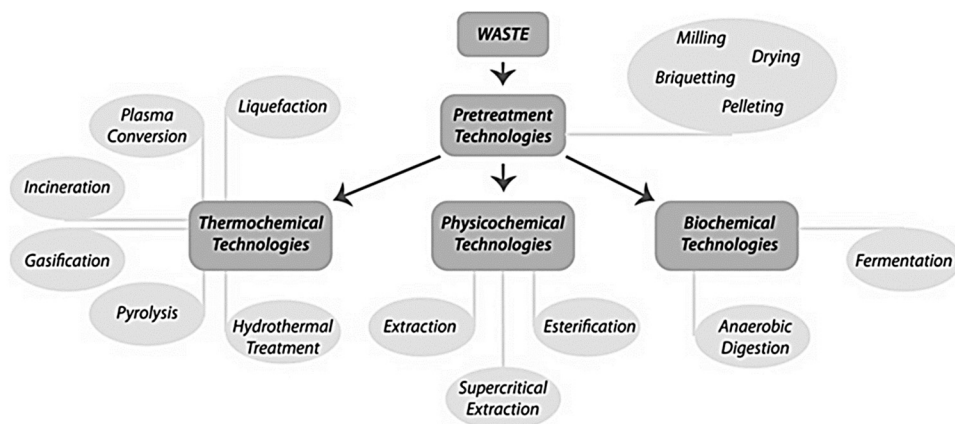 WASTE
Milling
Drying
Briquetting
Pelleting
Pretreatment
Technologies
Liquefaction
Plasma
Conversion
Incineration
Gasification
Pyrolysis
Hydrothermal
Treatment
Thermochemical
Technologies
Physicochemical
Technologies
Biochemical
Technologies
Extraction
Esterification
Supercritical
Extraction
Fermentation
Anaerobic
Digestion